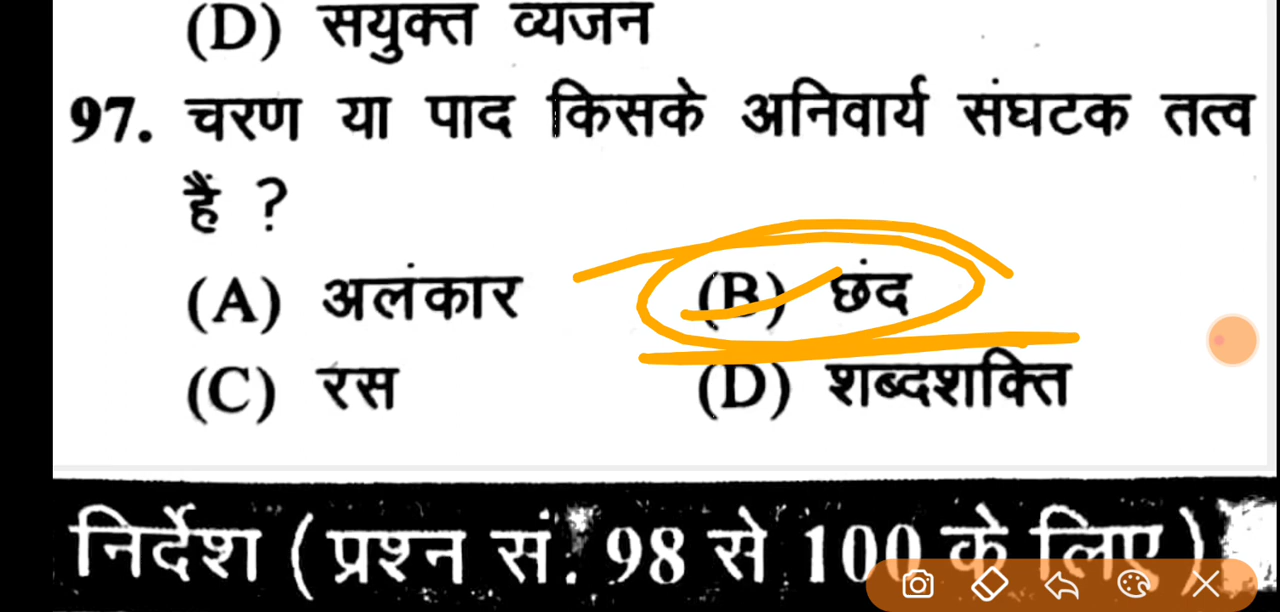 (D) सयुक्त व्यजन
97. चरण या पाद किसके अनिवार्य संघटक तत्व
हैं ?
(A) अलंकार (B) छंद
(C) रस (D) शब्दशक्ति
निर्देश (प्रश्न सं. 98 से 100 के लिए)